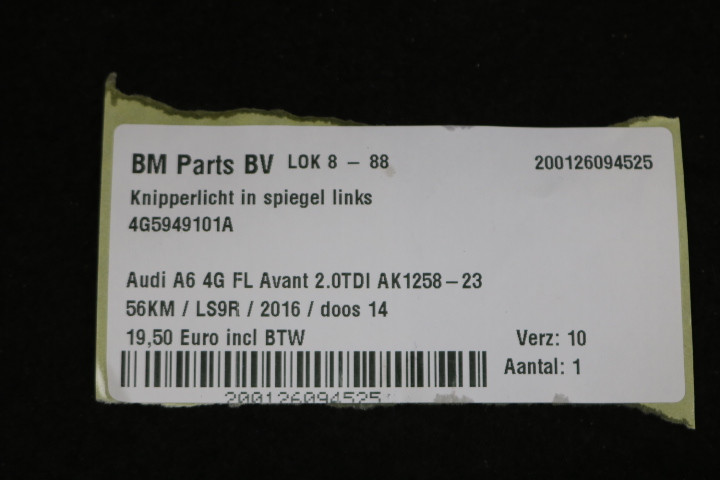 BM Parts BV LOK 8 - 88 200126094525
Knipperlicht in spiegel links
4G5949101A
Audi A6 4G FL Avant 2.0TDI AK1258-23
56KM / LS9R / 2016 / doos 14
19,50 Euro incl BTW Verz: 10
Aantal: 1
200126094525